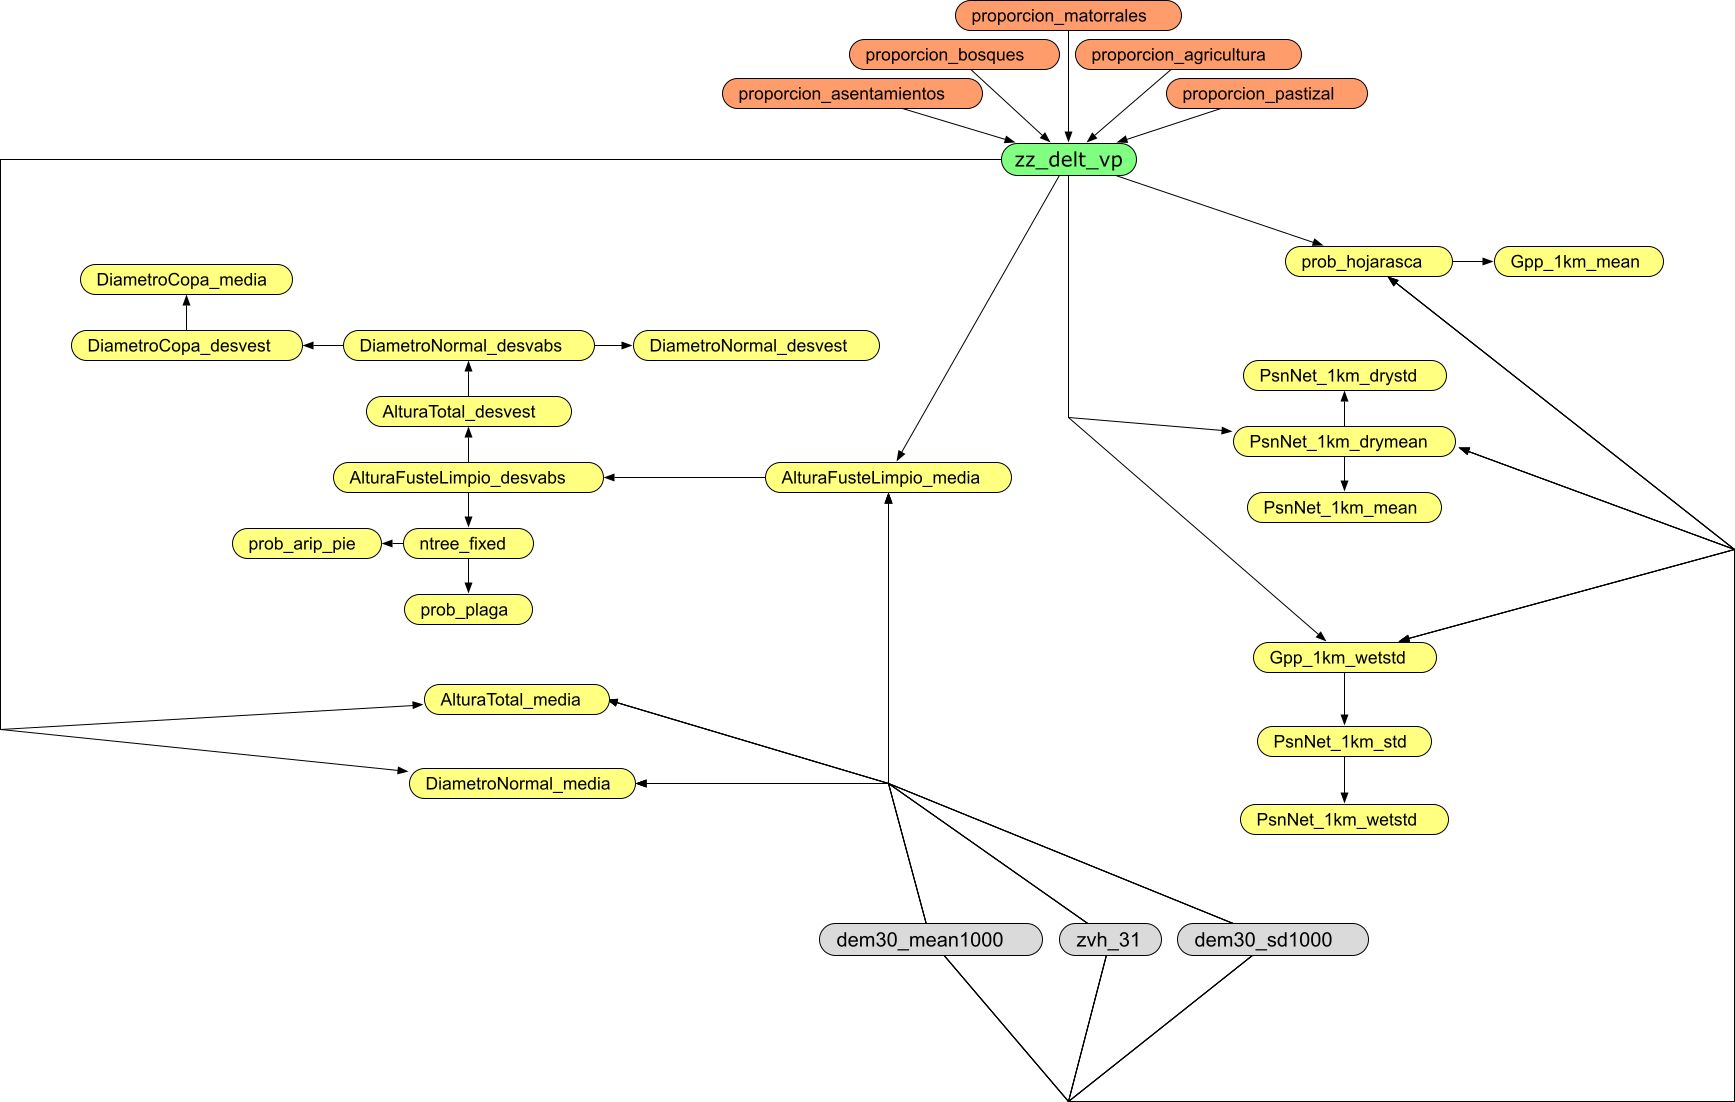 proporcion_matorrales
proporcion_bosques
proporcion_agricultura
proporcion_asentamientos
proporcion_pastizal
zz_delt_vp
prob_hojarasca
Gpp_1km_mean
DiametroCopa_media
DiametroCopa_desvest
DiametroNormal_desvabs
DiametroNormal_desvest
PsnNet_1km_drystd
AlturaTotal_desvest
PsnNet_1km_drymean
AlturaFusteLimpio_desvabs
AlturaFusteLimpio_media
PsnNet_1km_mean
prob_arip_pie
ntree_fixed
prob_plaga
Gpp_1km_wetstd
AlturaTotal_media
PsnNet_1km_std
DiametroNormal_media
PsnNet_1km_wetstd
dem30_mean1000
zvh_31
dem30_sd1000